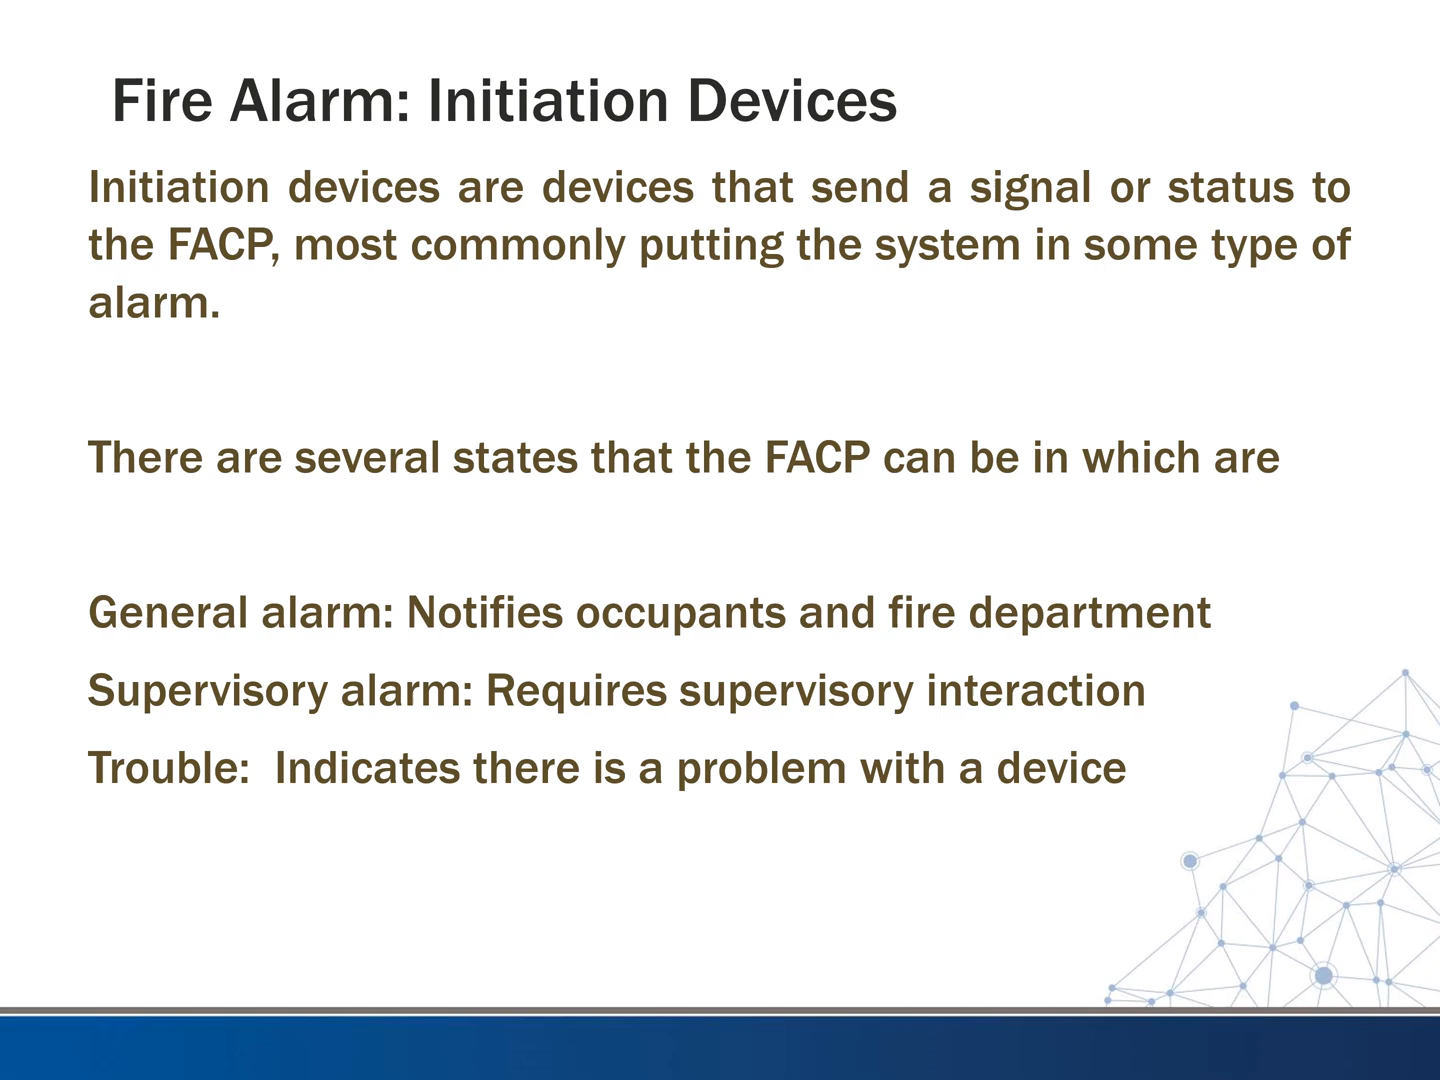 Fire Alarm: Initiation Devices
Initiation devices are devices that send a signal or status to
the FACP, most commonly putting the system in some type of
alarm.
There are several states that the FACP can be in which are
General alarm: Notifies occupants and fire department
Supervisory alarm: Requires supervisory interaction
Trouble:  Indicates there is a problem with a device